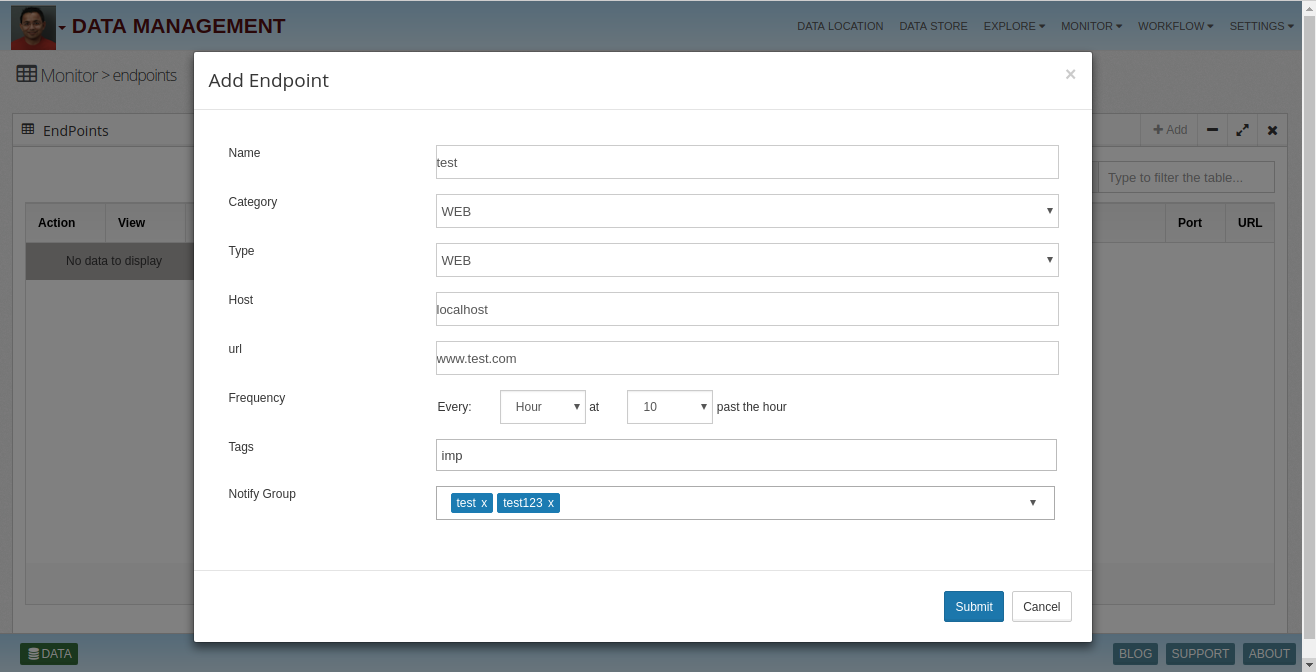 DATA MANAGEMENT
DATA LOCATION DATA STORE EXPLORE MONITOR WORKFLOW SETTINGS
Monitor > endpoints
Add Endpoint ×
EndPoints
Add
Type to filter the table...
Action View Port URL
No data to display
Name test
Category WEB
Type WEB
Host localhost
url www.test.com
Frequency Every: Hour at 10 past the hour
Tags imp
Notify Group test x test123 x
Submit Cancel
DATA BLOG SUPPORT ABOUT